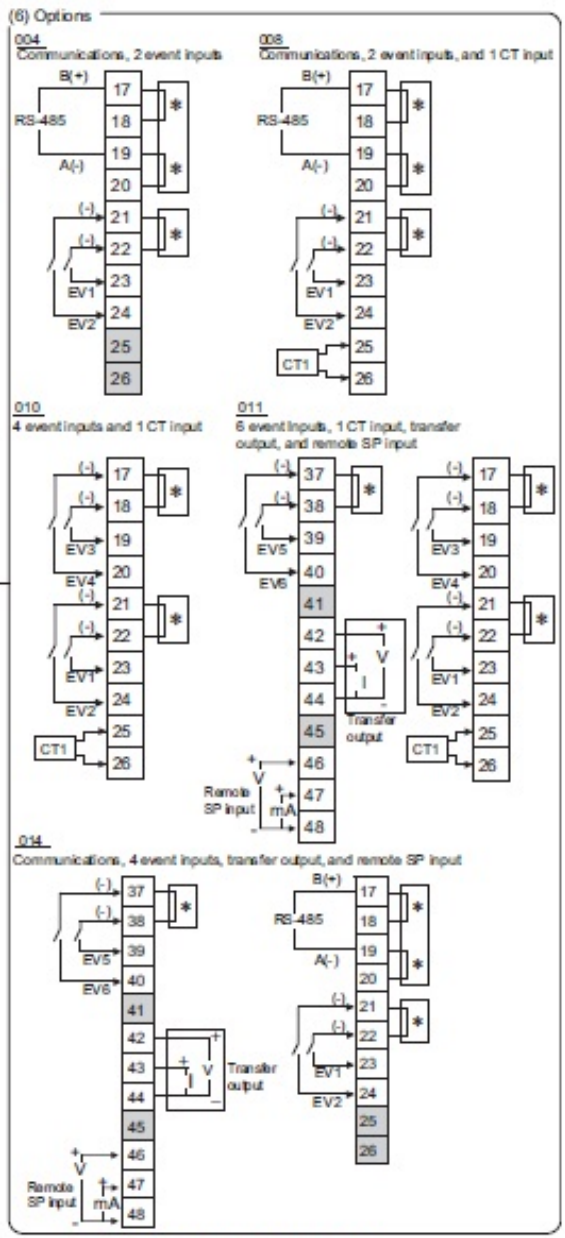 (6) Options
004
Communications, 2 event inputs
B(+)
RS-485
A(-)
(-)
(-)
EV1
EV2
17
18
19
20
21
22
23
24
25
26
*
*
*
008
Communications, 2 event inputs, and 1 CT input
B(+)
RS-485
A(-)
(-)
(-)
EV1
EV2
CT1
17
18
19
20
21
22
23
24
25
26
*
*
*
010
4 event inputs and 1 CT input
(-)
(-)
EV3
EV4
(-)
(-)
EV1
EV2
CT1
17
18
19
20
21
22
23
24
25
26
*
*
011
6 event Inputs, 1 CT input, transfer
output, and remote SP input
(-)
(-)
EV5
EV6
37
38
39
40
41
42
43
44
45
46
47
48
*
+
+
V
I
-
Transfer
output
+
V
+
Remote
SP input
mA
-
(-)
(-)
EV3
EV4
(-)
(-)
EV1
EV2
CT1
17
18
19
20
21
22
23
24
25
26
*
*
014
Communications, 4 event inputs, transfer output, and remote SP input
(-)
(-)
EV5
EV6
37
38
39
40
41
42
43
44
45
46
47
48
*
+
+
I
V
–
Transfer
output
+
V
+
Remote
SP input
mA
-
B(+)
RS-485
A(-)
(-)
(-)
EV1
EV2
17
18
19
20
21
22
23
24
25
26
*
*
*